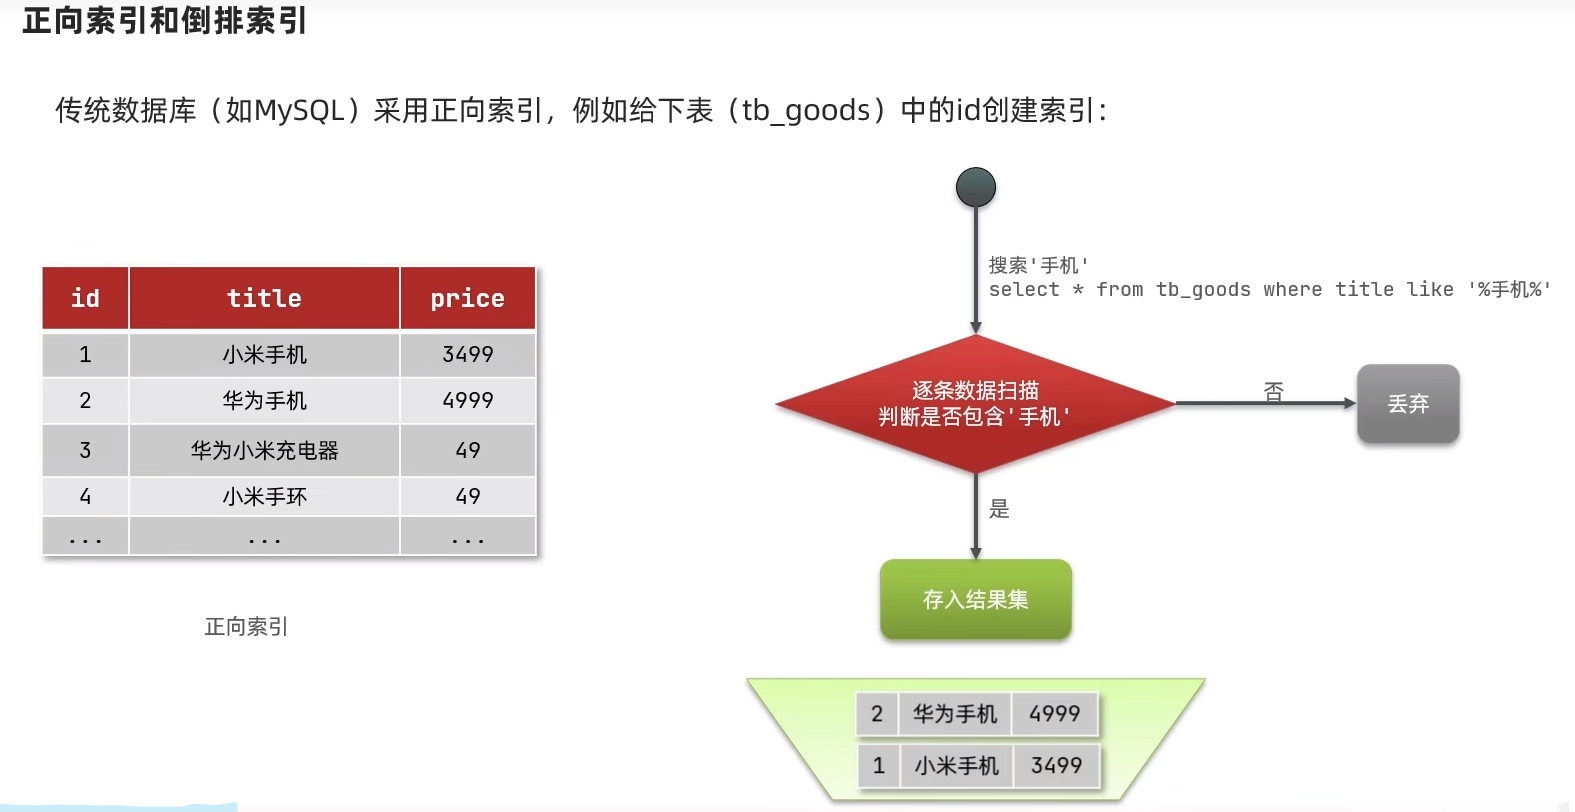 正向索引和倒排索引
传统数据库（如MySQL）采用正向索引，例如给下表（tb_goods）中的id创建索引：
id title price
1 小米手机 3499
2 华为手机 4999
3 华为小米充电器 49
4 小米手环 49
... ... ...
正向索引
搜索'手机'
select * from tb_goods where title like '%手机%'
逐条数据扫描
判断是否包含'手机'
否
丢弃
是
存入结果集
2 华为手机 4999
1 小米手机 3499